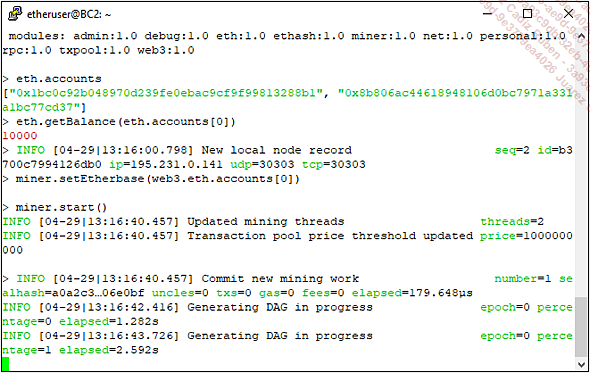 etheruser@BC2: ~
modules: admin:1.0 debug:1.0 eth:1.0 ethash:1.0 miner:1.0 net:1.0 personal:1.0
rpc:1.0 txpool:1.0 web3:1.0
> eth.accounts
["0x1bc0c92b048970d239fe0ebac9cf9f99813288b1", "0x8b806ac44618948106d0bc7971a331
a1bc77cd37"]
> eth.getBalance(eth.accounts[0])
10000
> INFO [04-29|13:16:00.798] New local node record seq=2 id=b3
700c7994126db0 ip=195.231.0.141 udp=30303 tcp=30303
> miner.setEtherbase(web3.eth.accounts[0])
> miner.start()
INFO [04-29|13:16:40.457] Updated mining threads threads=2
INFO [04-29|13:16:40.457] Transaction pool price threshold updated price=1000000
000
> INFO [04-29|13:16:40.457] Commit new mining work number=1 se
alhash=a0a2c3…06e0bf uncles=0 txs=0 gas=0 fees=0 elapsed=179.648µs
INFO [04-29|13:16:42.416] Generating DAG in progress epoch=0 perce
ntage=0 elapsed=1.282s
INFO [04-29|13:16:43.726] Generating DAG in progress epoch=0 perce
ntage=1 elapsed=2.592s